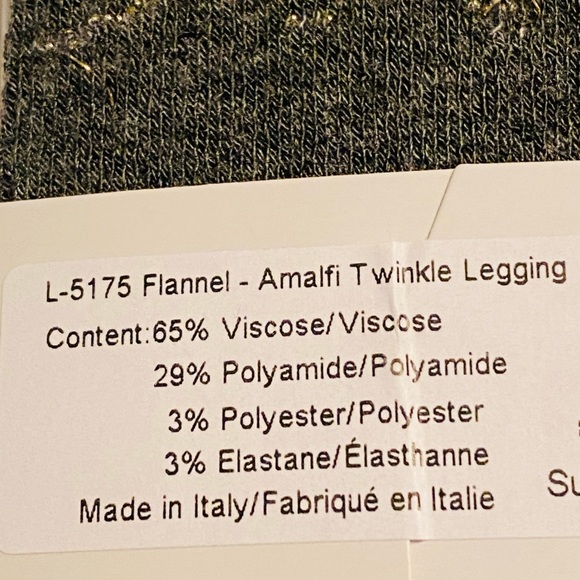 L-5175 Flannel - Amalfi Twinkle Legging
Content:65% Viscose/Viscose
29% Polyamide/Polyamide
3% Polyester/Polyester
3% Elastane/Élasthanne
Made in Italy/Fabriqué en Italie